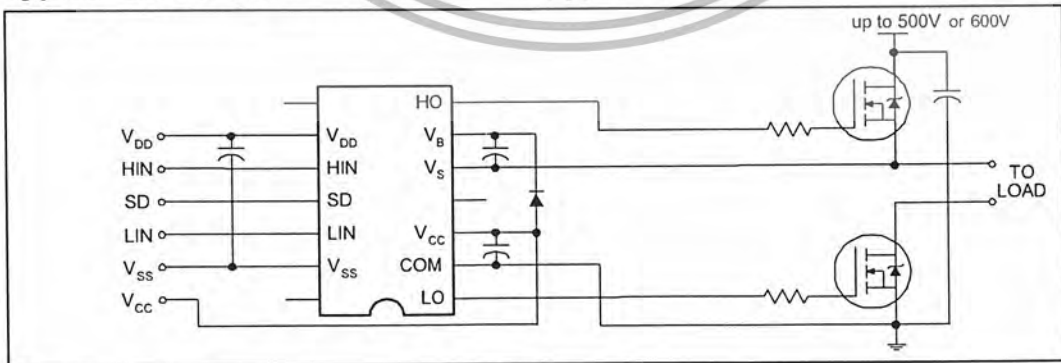 up to 500V or 600V
HO
V_DD
V_DD
V_B
HIN
HIN
V_S
TO
LOAD
SD
SD
LIN
LIN
V_CC
V_SS
V_SS
COM
V_CC
LO